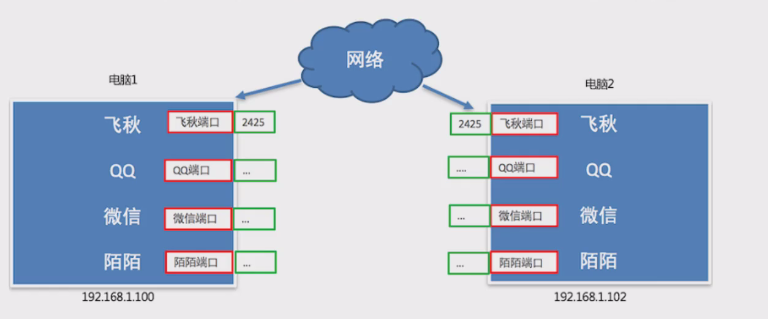 网络
电脑1
电脑2
飞秋 飞秋端口 2425
2425 飞秋端口 飞秋
QQ QQ端口 ...
.... QQ端口 QQ
微信 微信端口 ...
... 微信端口 微信
陌陌 陌陌端口 ...
... 陌陌端口 陌陌
192.168.1.100
192.168.1.102